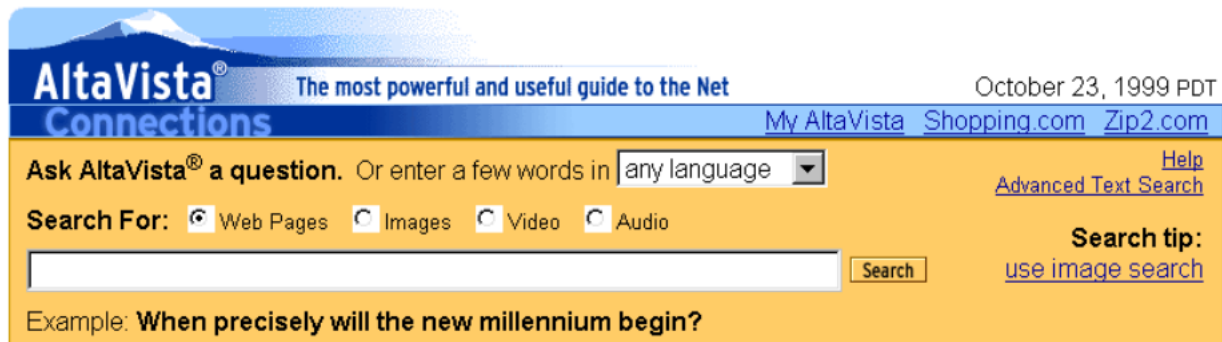 AltaVista® The most powerful and useful guide to the Net October 23, 1999 PDT
Connections My AltaVista Shopping.com Zip2.com
Ask AltaVista® a question. Or enter a few words in any language Help
Advanced Text Search
Search For: Web Pages Images Video Audio
Search tip:
Search use image search
Example: When precisely will the new millennium begin?